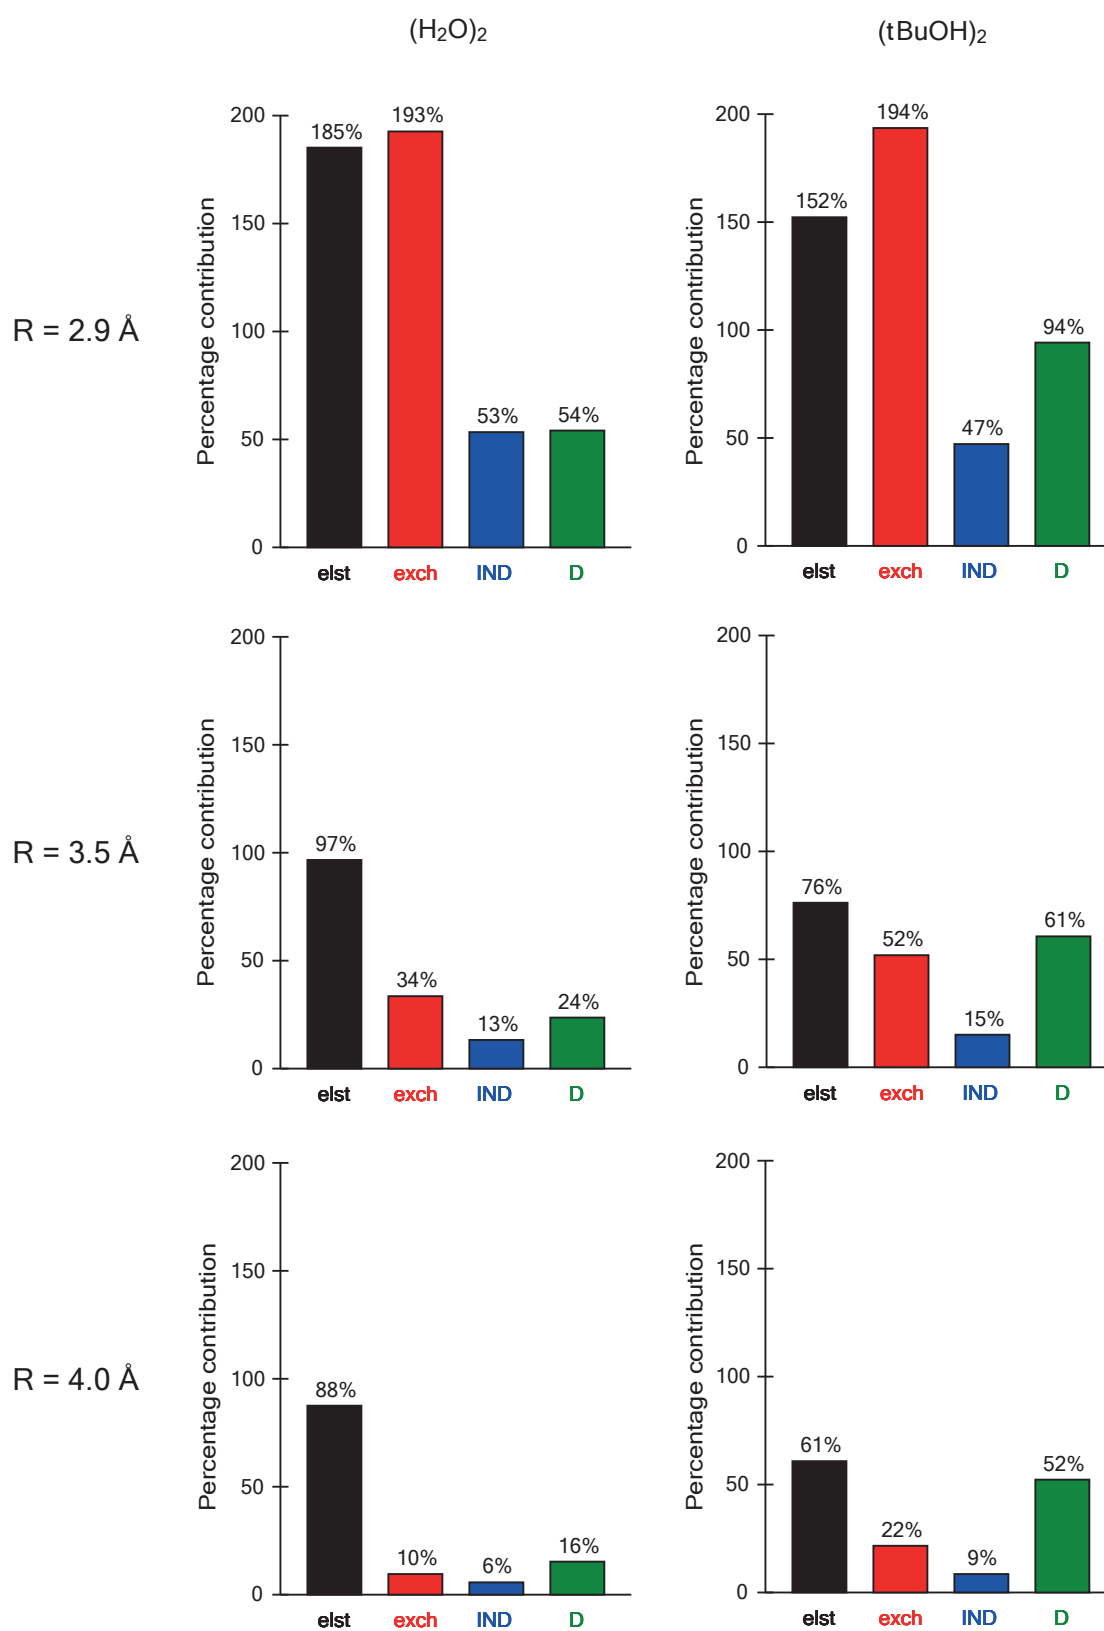 (H₂O)₂
(tBuOH)₂
R = 2.9 Å
Percentage contribution
200
150
100
50
0
185%
193%
53%
54%
elst
exch
IND
D
Percentage contribution
200
150
100
50
0
152%
194%
47%
94%
elst
exch
IND
D
R = 3.5 Å
Percentage contribution
200
150
100
50
0
97%
34%
13%
24%
elst
exch
IND
D
Percentage contribution
200
150
100
50
0
76%
52%
15%
61%
elst
exch
IND
D
R = 4.0 Å
Percentage contribution
200
150
100
50
0
88%
10%
6%
16%
elst
exch
IND
D
Percentage contribution
200
150
100
50
0
61%
22%
9%
52%
elst
exch
IND
D